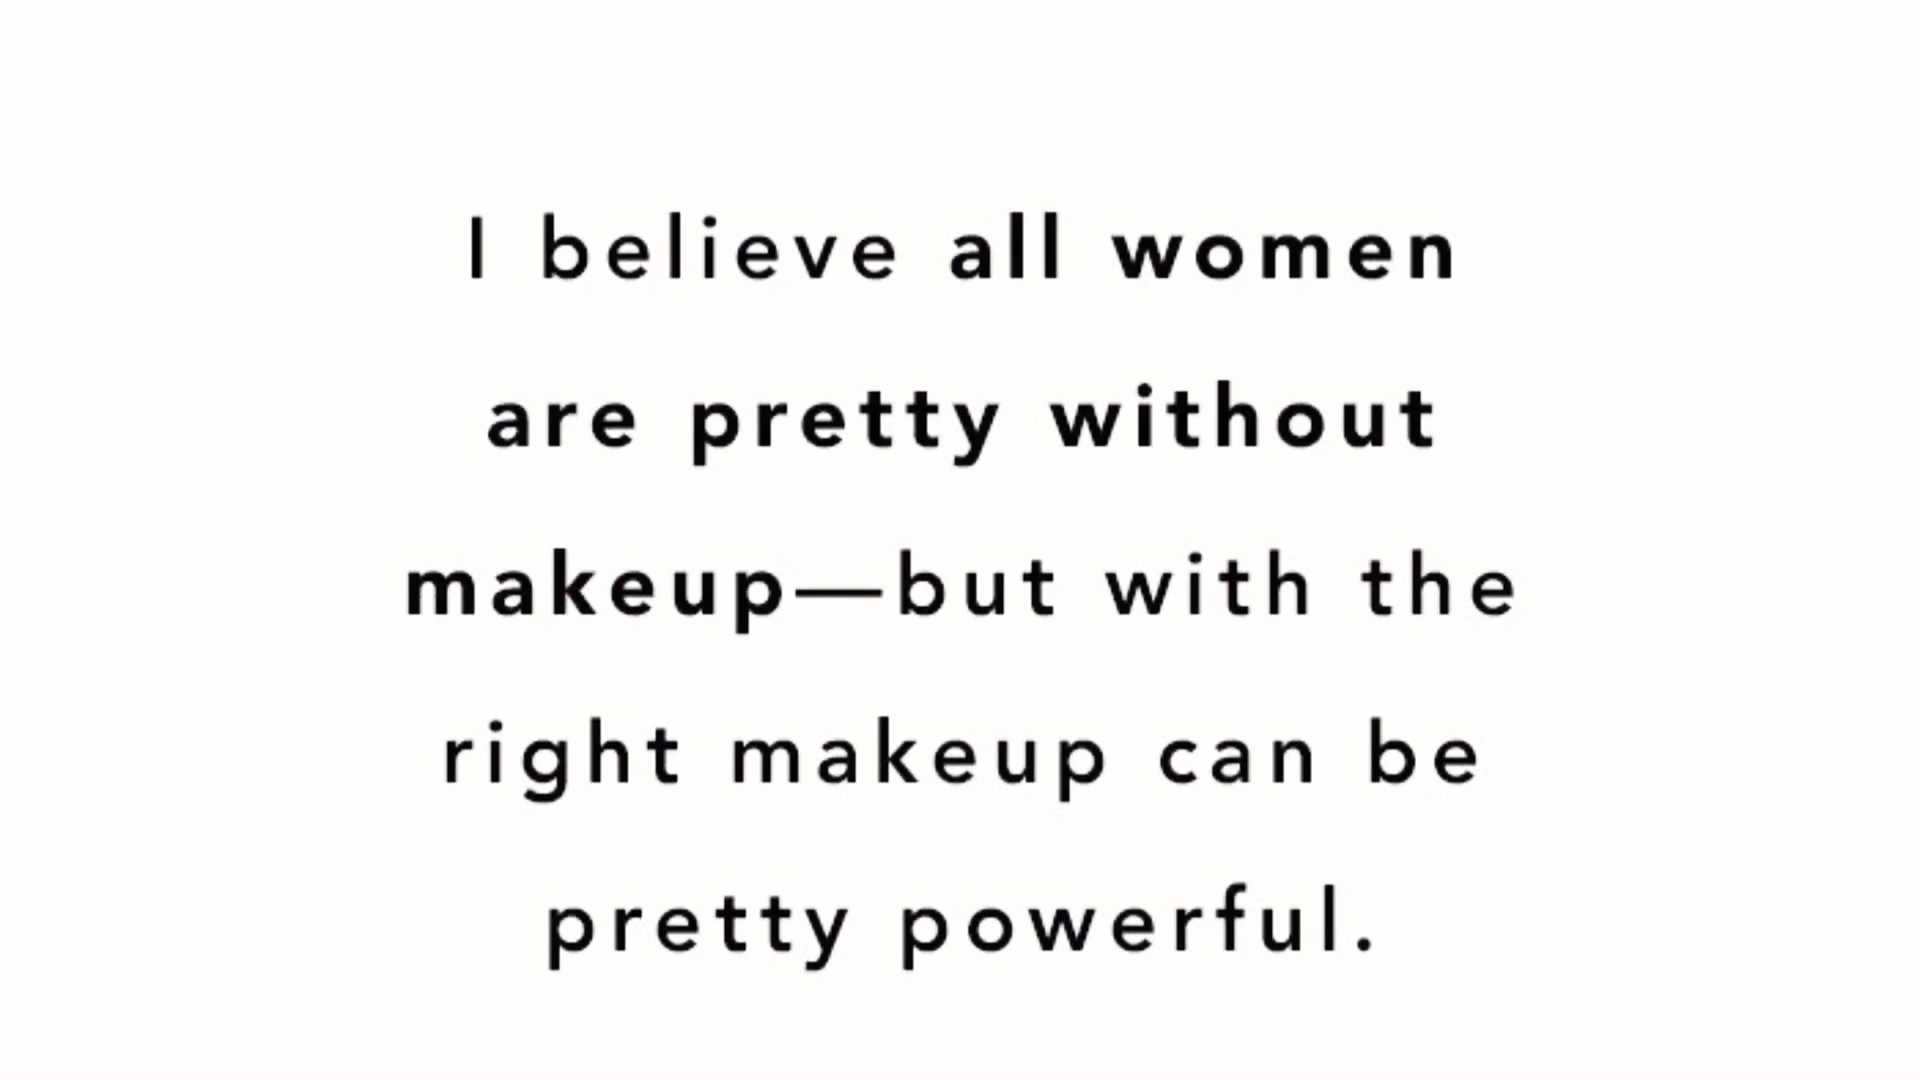 I believe all women
are pretty without
makeup—but with the
right makeup can be
pretty powerful.